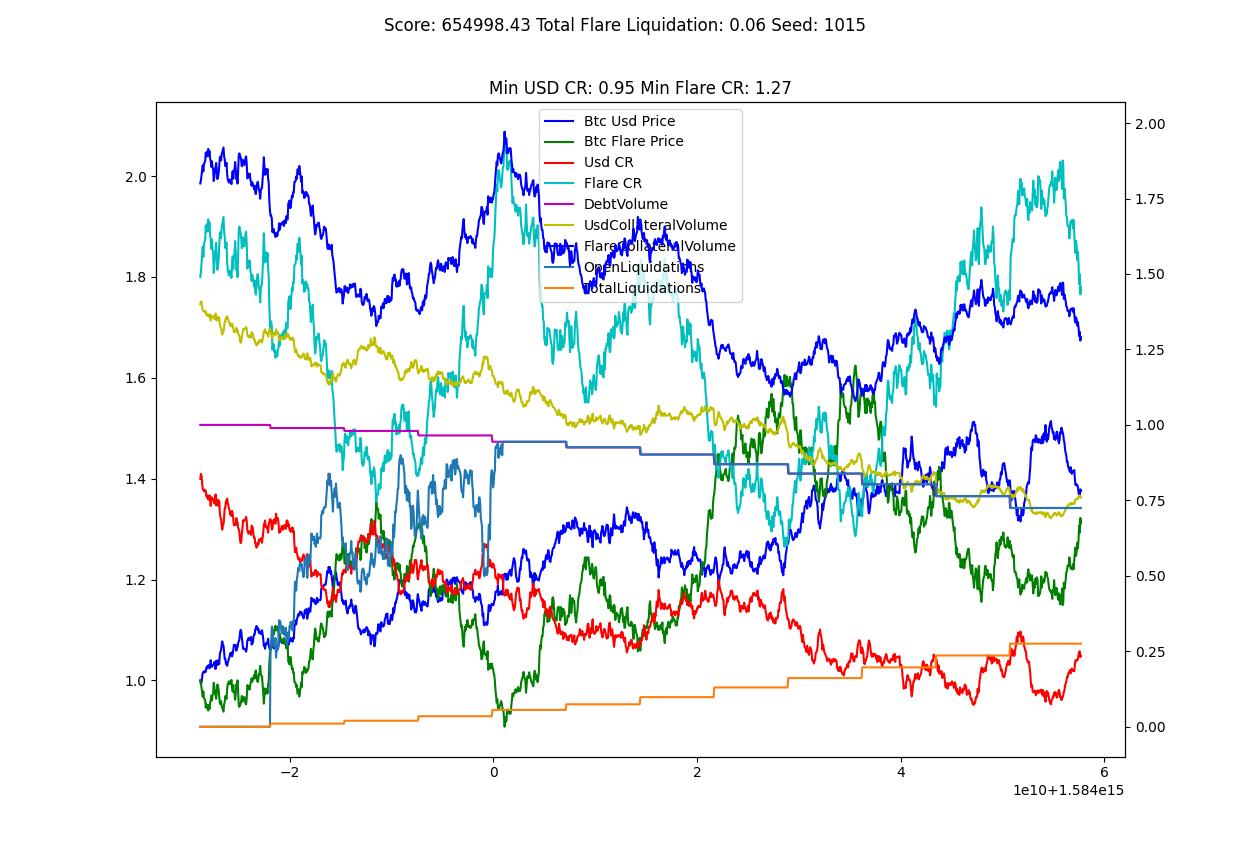 Score: 654998.43 Total Flare Liquidation: 0.06 Seed: 1015
Min USD CR: 0.95 Min Flare CR: 1.27
Btc Usd Price
Btc Flare Price
Usd CR
Flare CR
DebtVolume
UsdCollateralVolume
FlareCollateralVolume
OpenLiquidations
TotalLiquidations
2.0
1.8
1.6
1.4
1.2
1.0
2.00
1.75
1.50
1.25
1.00
0.75
0.50
0.25
0.00
−2 0 2 4 6
1e10+1.584e15